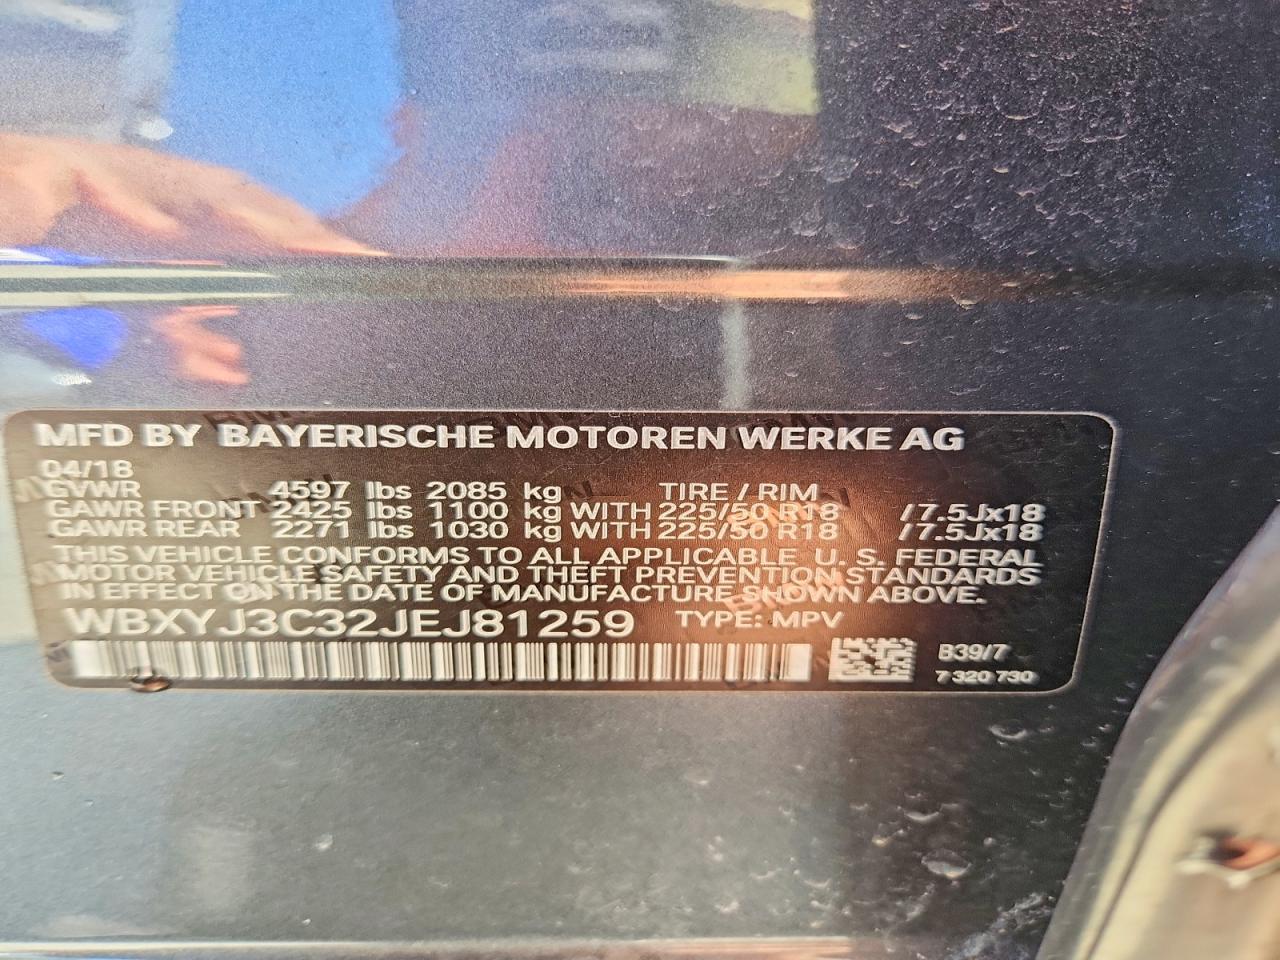 MFD BY BAYERISCHE MOTOREN WERKE AG
04/18
GVWR 4597 lbs 2085 kg TIRE / RIM
GAWR FRONT 2425 lbs 1100 kg WITH 225/50 R18 / 7.5Jx18
GAWR REAR 2271 lbs 1030 kg WITH 225/50 R18 / 7.5Jx18
THIS VEHICLE CONFORMS TO ALL APPLICABLE U. S. FEDERAL
MOTOR VEHICLE SAFETY AND THEFT PREVENTION STANDARDS
IN EFFECT ON THE DATE OF MANUFACTURE SHOWN ABOVE.
WBXYJ3C32JEJ81259 TYPE: MPV
B39/7
7 320 730